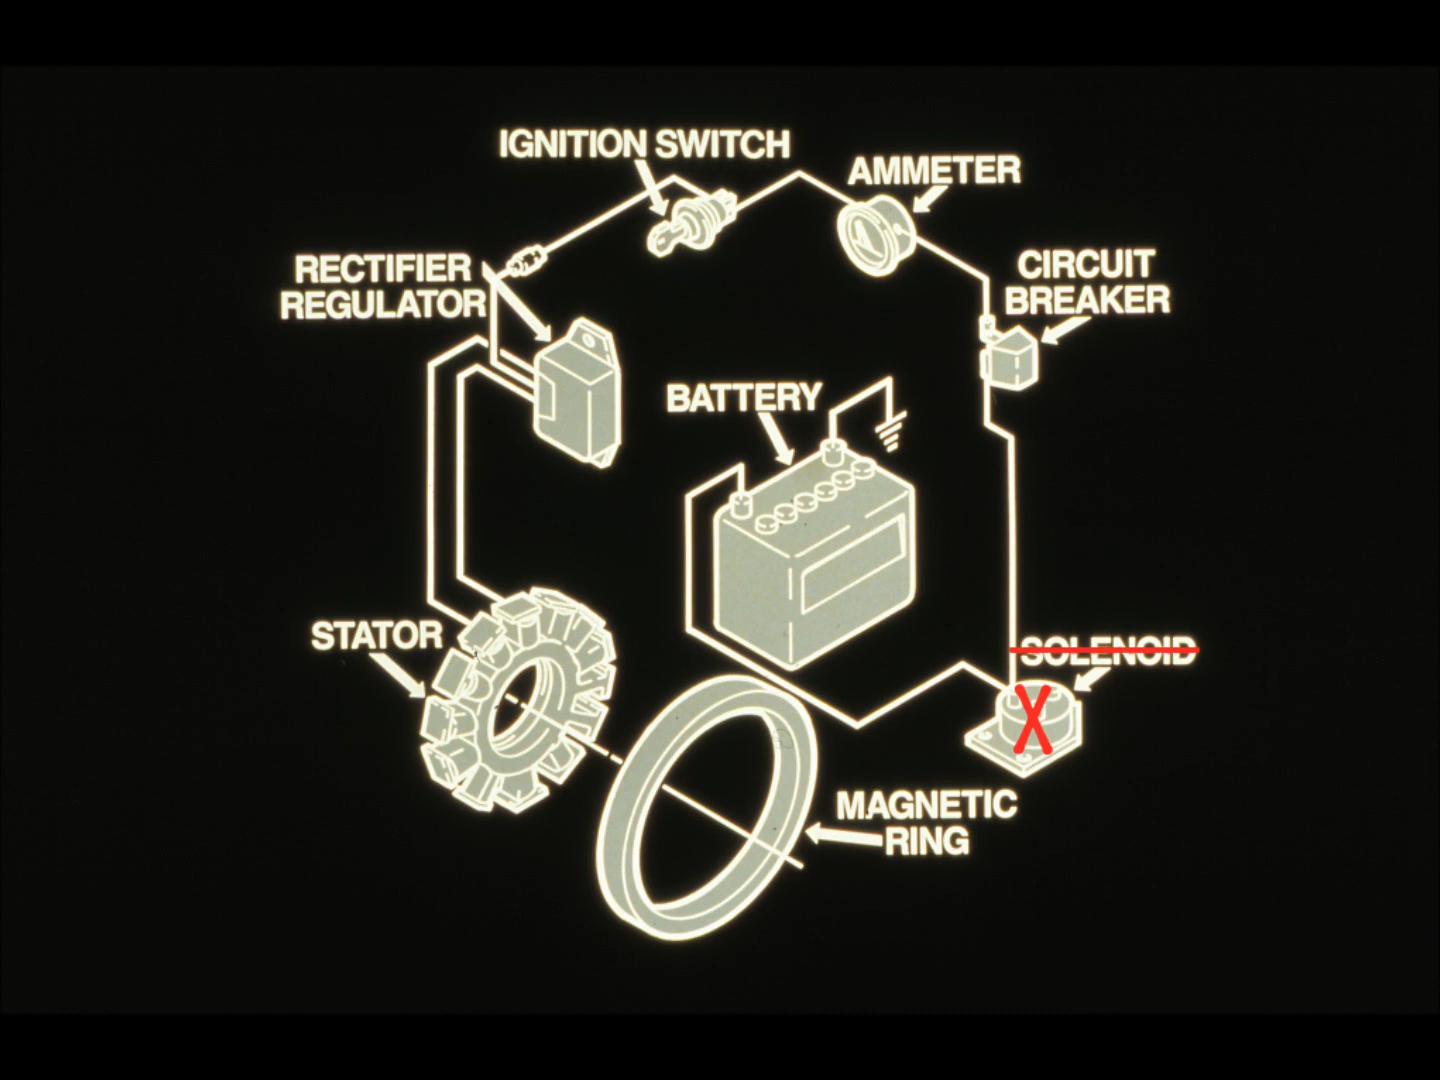 IGNITION SWITCH
AMMETER
RECTIFIER
REGULATOR
CIRCUIT
BREAKER
BATTERY
STATOR
SOLENOID
MAGNETIC
RING